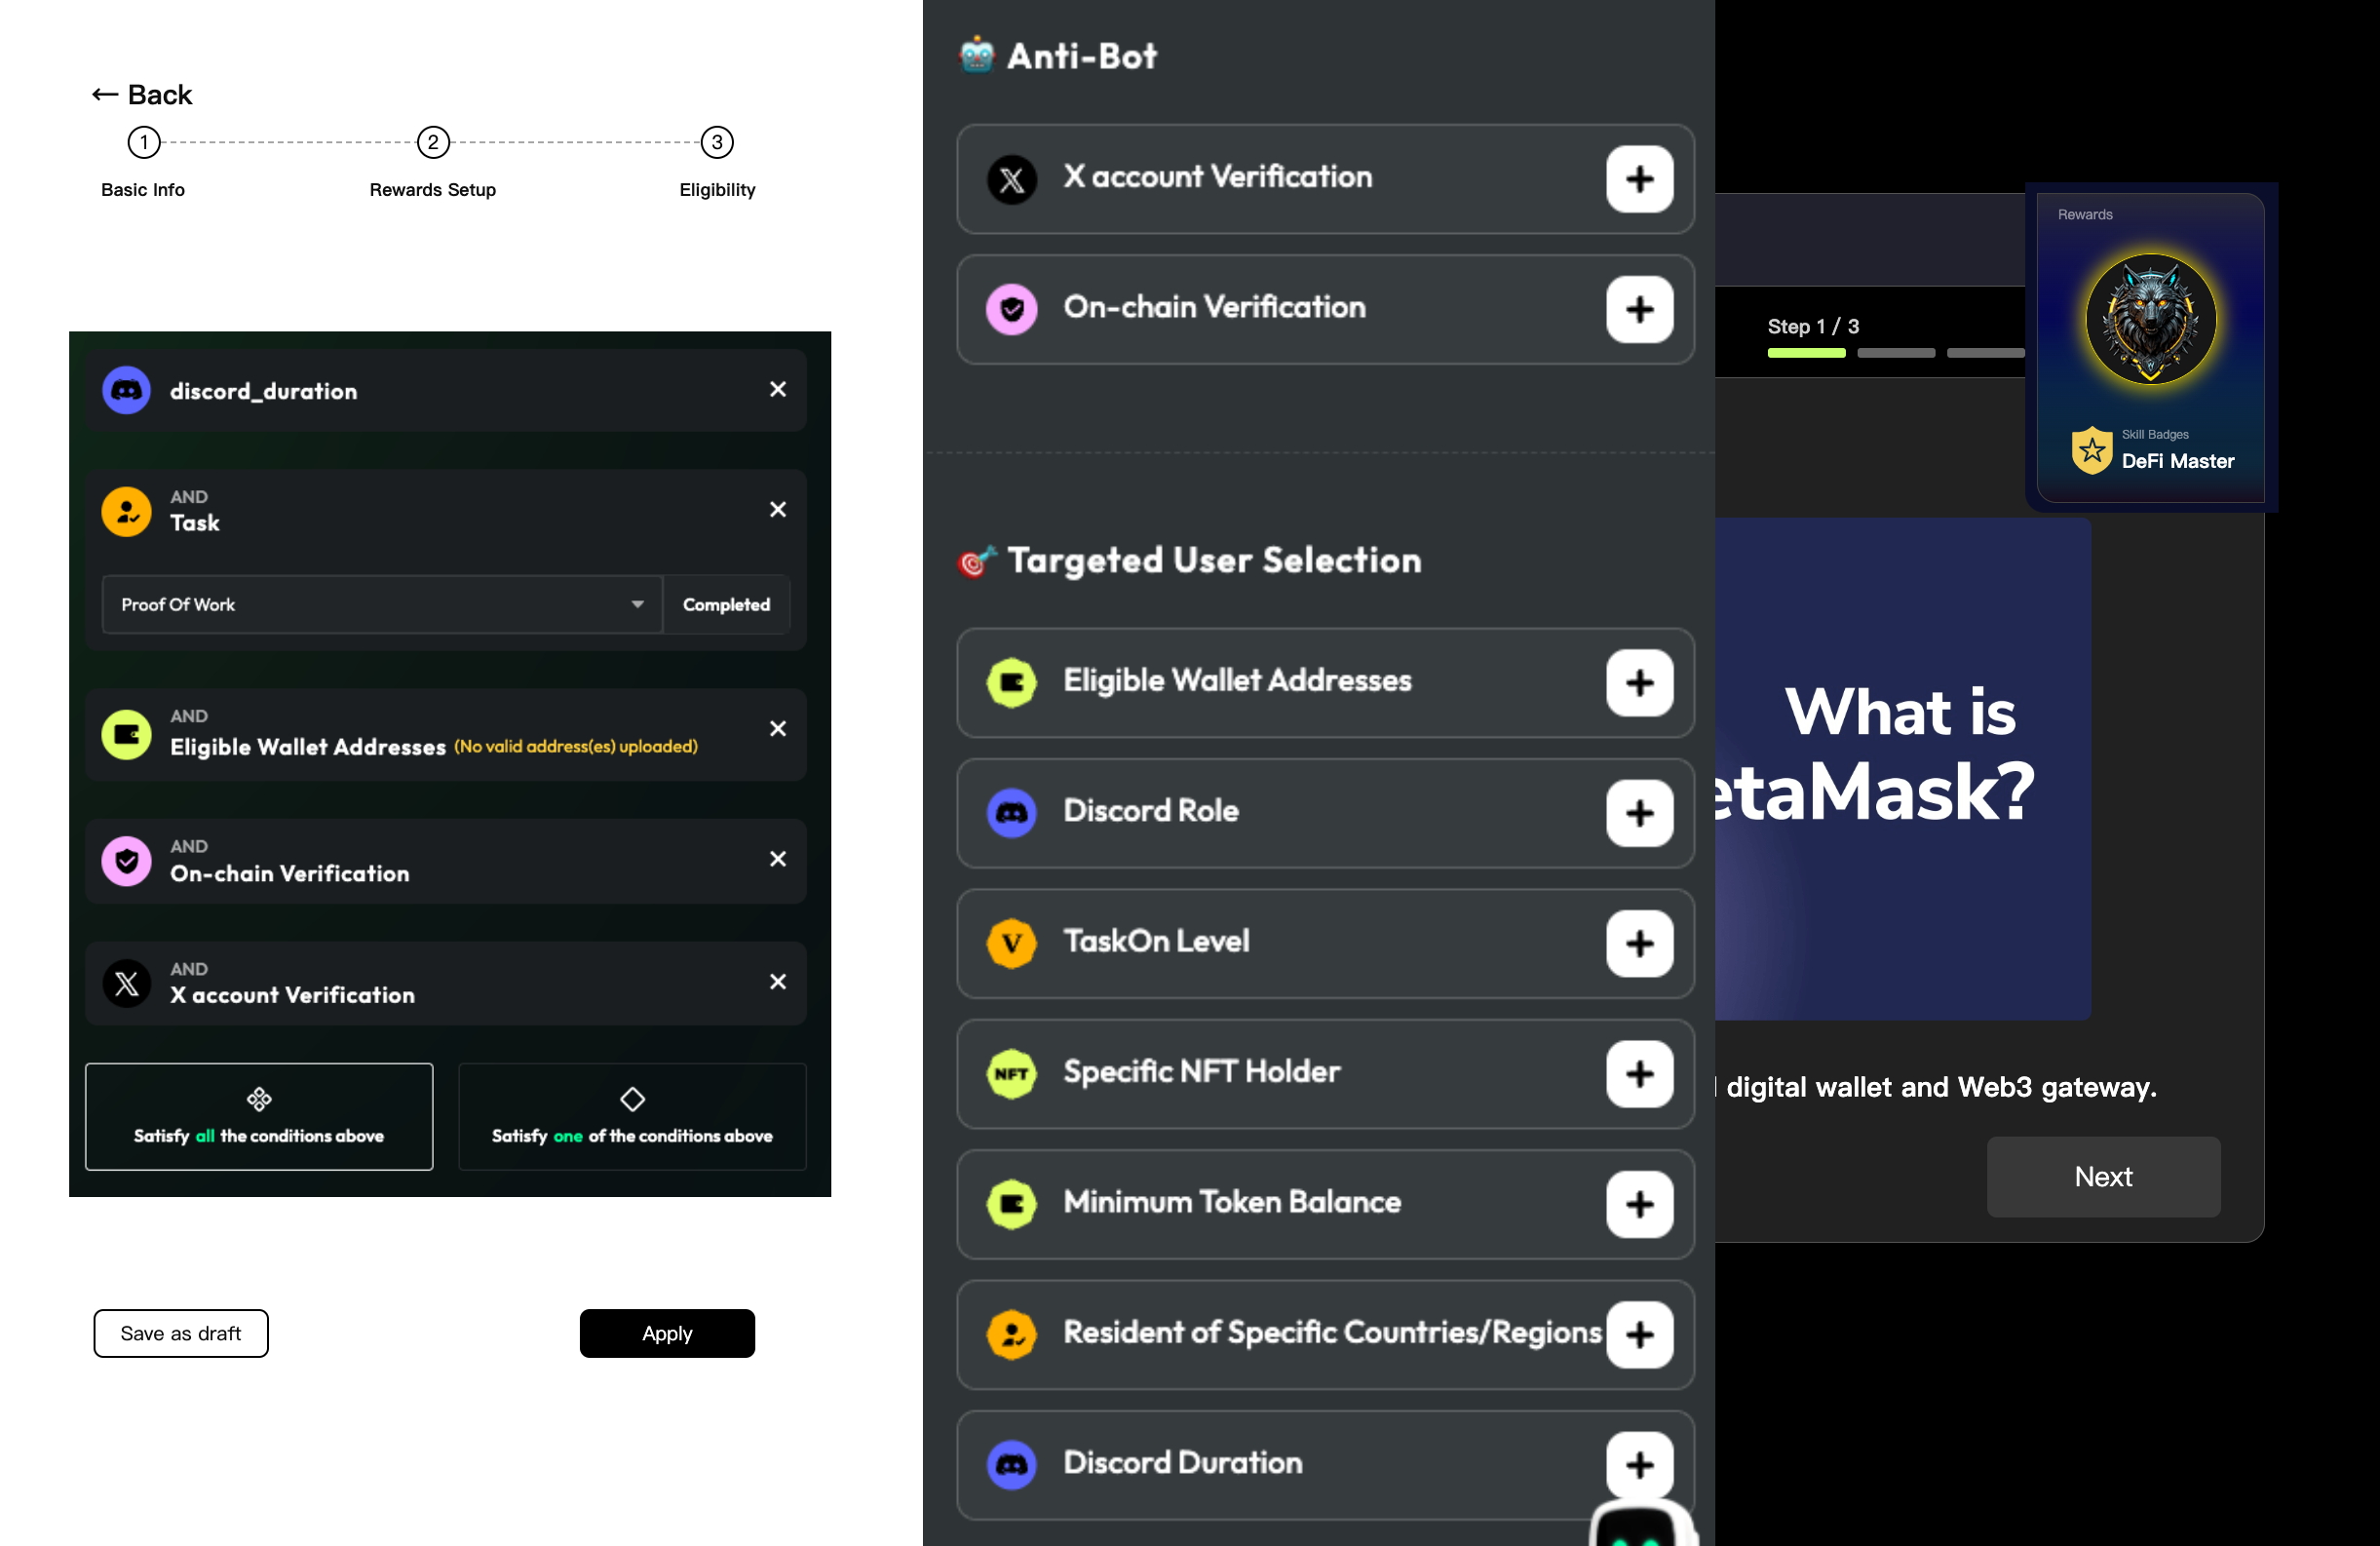 ← Back
1
2
3
Basic Info
Rewards Setup
Eligibility
discord_duration
AND
Task
Proof Of Work
Completed
AND
Eligible Wallet Addresses (No valid address(es) uploaded)
AND
On-chain Verification
AND
X account Verification
Satisfy all the conditions above
Satisfy one of the conditions above
Save as draft
Apply
Anti-Bot
X account Verification
On-chain Verification
Targeted User Selection
Eligible Wallet Addresses
Discord Role
V
TaskOn Level
NFT
Specific NFT Holder
Minimum Token Balance
Resident of Specific Countries/Regions
Discord Duration
Step 1 / 3
Rewards
Skill Badges
DeFi Master
What is
etaMask?
digital wallet and Web3 gateway.
Next